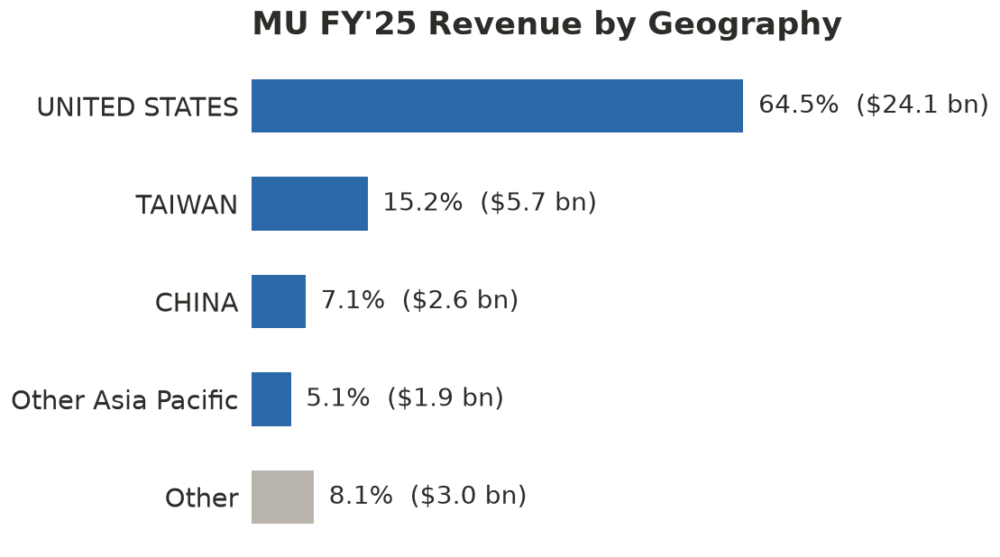 MU FY'25 Revenue by Geography
UNITED STATES 64.5% ($24.1 bn)
TAIWAN 15.2% ($5.7 bn)
CHINA 7.1% ($2.6 bn)
Other Asia Pacific 5.1% ($1.9 bn)
Other 8.1% ($3.0 bn)